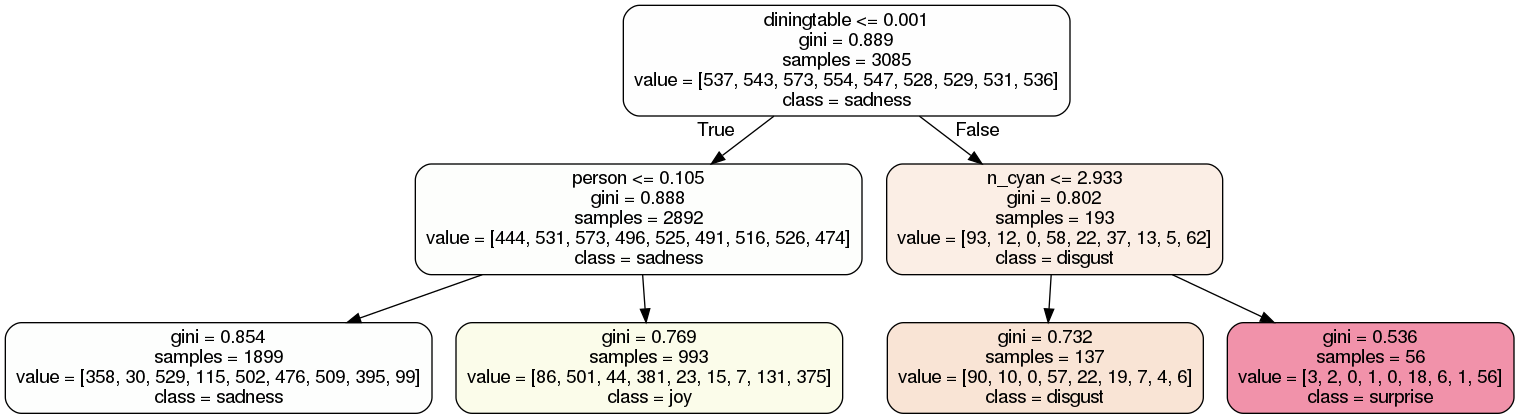 diningtable <= 0.001
gini = 0.889
samples = 3085
value = [537, 543, 573, 554, 547, 528, 529, 531, 536]
class = sadness
True
False
person <= 0.105
gini = 0.888
samples = 2892
value = [444, 531, 573, 496, 525, 491, 516, 526, 474]
class = sadness
n_cyan <= 2.933
gini = 0.802
samples = 193
value = [93, 12, 0, 58, 22, 37, 13, 5, 62]
class = disgust
gini = 0.854
samples = 1899
value = [358, 30, 529, 115, 502, 476, 509, 395, 99]
class = sadness
gini = 0.769
samples = 993
value = [86, 501, 44, 381, 23, 15, 7, 131, 375]
class = joy
gini = 0.732
samples = 137
value = [90, 10, 0, 57, 22, 19, 7, 4, 6]
class = disgust
gini = 0.536
samples = 56
value = [3, 2, 0, 1, 0, 18, 6, 1, 56]
class = surprise